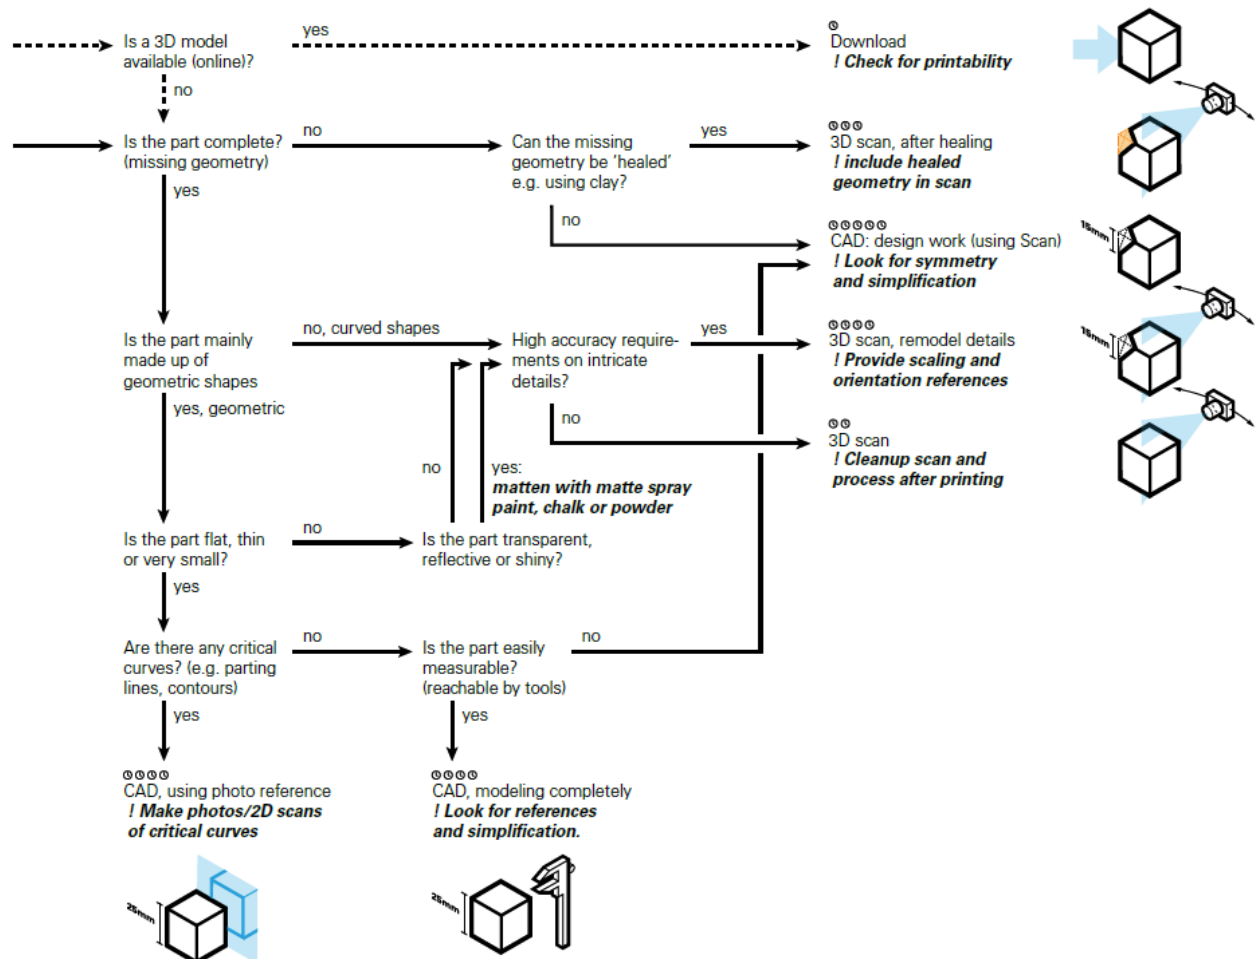 Is a 3D model
available (online)?
yes
no
Download
! Check for printability
Is the part complete?
(missing geometry)
no
yes
Can the missing
geometry be 'healed'
e.g. using clay?
yes
no
3D scan, after healing
! include healed
geometry in scan
CAD: design work (using Scan)
! Look for symmetry
and simplification
15mm
Is the part mainly
made up of
geometric shapes
no, curved shapes
yes, geometric
High accuracy require-
ments on intricate
details?
yes
no
3D scan, remodel details
! Provide scaling and
orientation references
15mm
3D scan
! Cleanup scan and
process after printing
no
yes:
matten with matte spray
paint, chalk or powder
Is the part flat, thin
or very small?
no
yes
Is the part transparent,
reflective or shiny?
Are there any critical
curves? (e.g. parting
lines, contours)
no
yes
Is the part easily
measurable?
(reachable by tools)
no
yes
CAD, using photo reference
! Make photos/2D scans
of critical curves
25mm
CAD, modeling completely
! Look for references
and simplification.
25mm